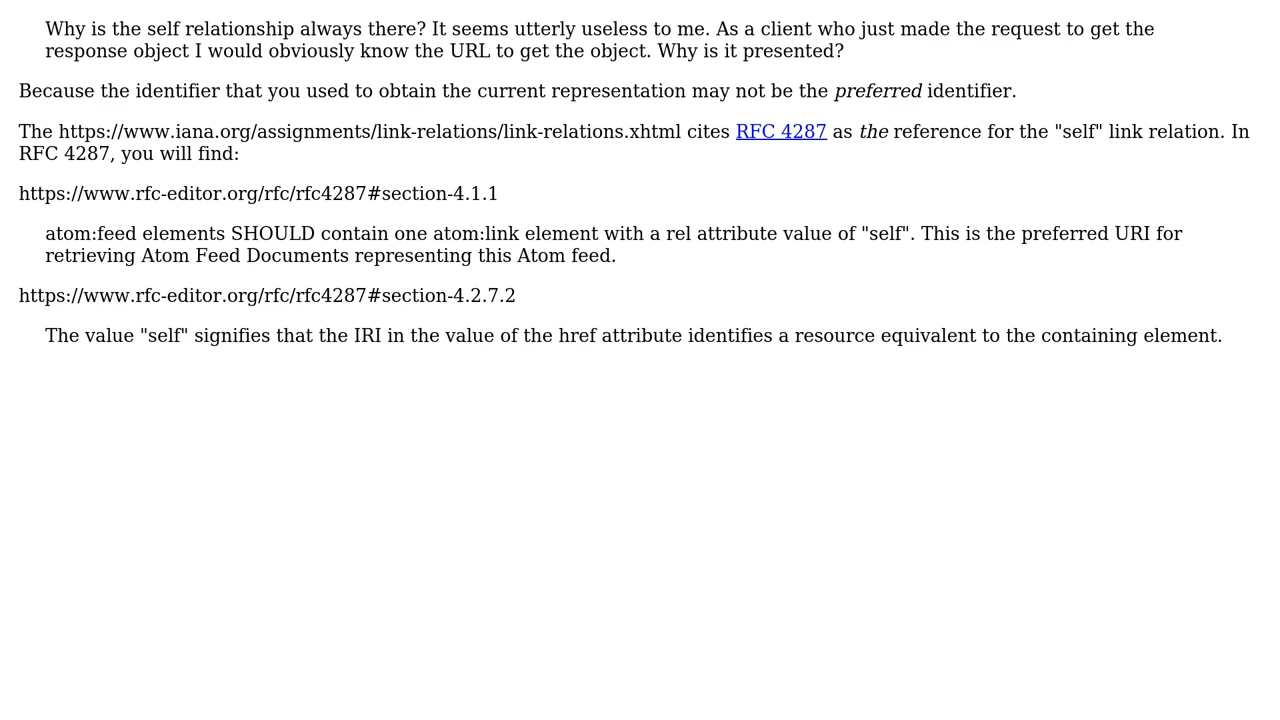 Why is the self relationship always there? It seems utterly useless to me. As a client who just made the request to get the
response object I would obviously know the URL to get the object. Why is it presented?
Because the identifier that you used to obtain the current representation may not be the preferred identifier.
The https://www.iana.org/assignments/link-relations/link-relations.xhtml cites RFC 4287 as the reference for the "self" link relation. In
RFC 4287, you will find:
https://www.rfc-editor.org/rfc/rfc4287#section-4.1.1
atom:feed elements SHOULD contain one atom:link element with a rel attribute value of "self". This is the preferred URI for
retrieving Atom Feed Documents representing this Atom feed.
https://www.rfc-editor.org/rfc/rfc4287#section-4.2.7.2
The value "self" signifies that the IRI in the value of the href attribute identifies a resource equivalent to the containing element.